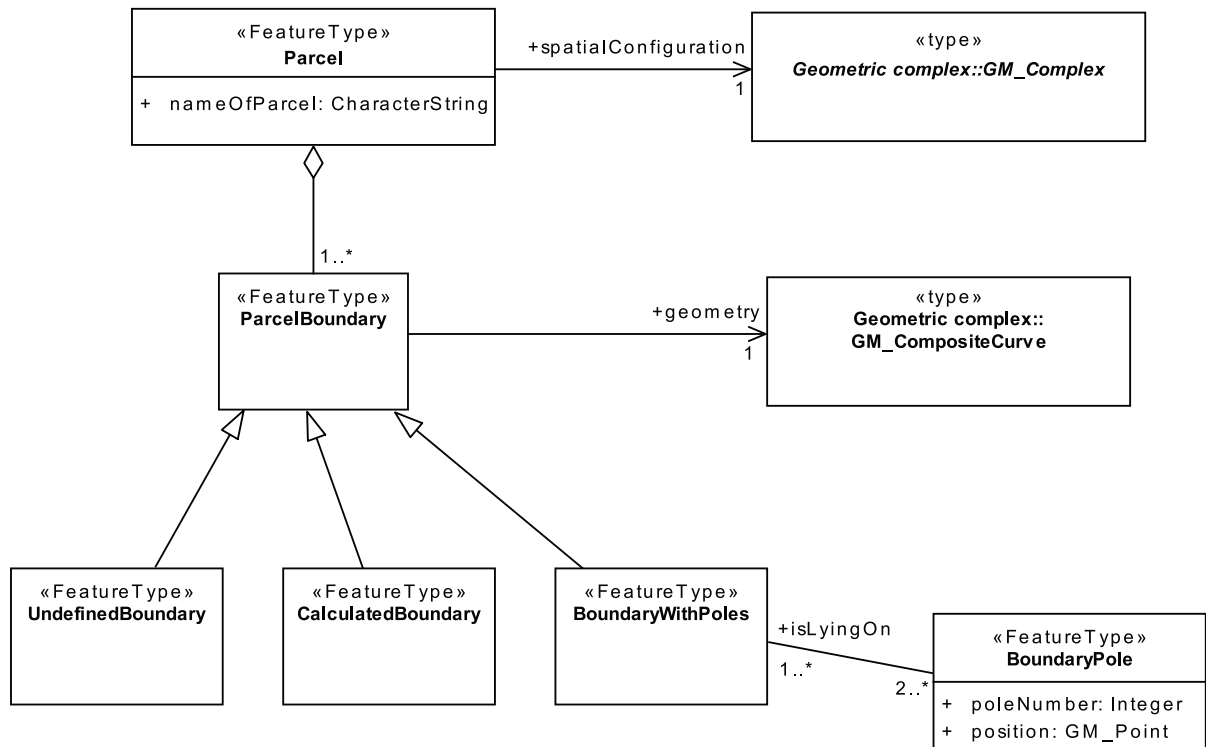 «FeatureType»
Parcel
+ nameOfParcel: CharacterString
+spatialConfiguration
1
«type»
Geometric complex::GM_Complex
1..*
«FeatureType»
ParcelBoundary
+geometry
1
«type»
Geometric complex::
GM_CompositeCurve
«FeatureType»
UndefinedBoundary
«FeatureType»
CalculatedBoundary
«FeatureType»
BoundaryWithPoles
+isLyingOn
1..*
2..*
«FeatureType»
BoundaryPole
+ poleNumber: Integer
+ position: GM_Point